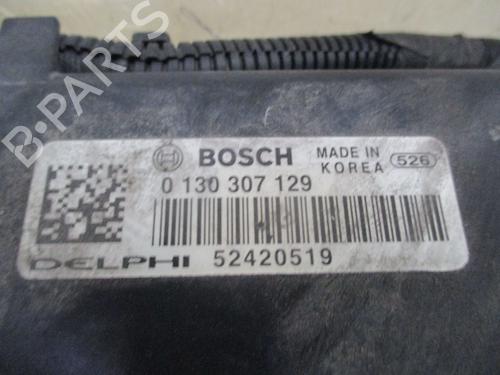 BOSCH MADE IN KOREA 526
0 130 307 129
DELPHI 52420519
B-PARTS